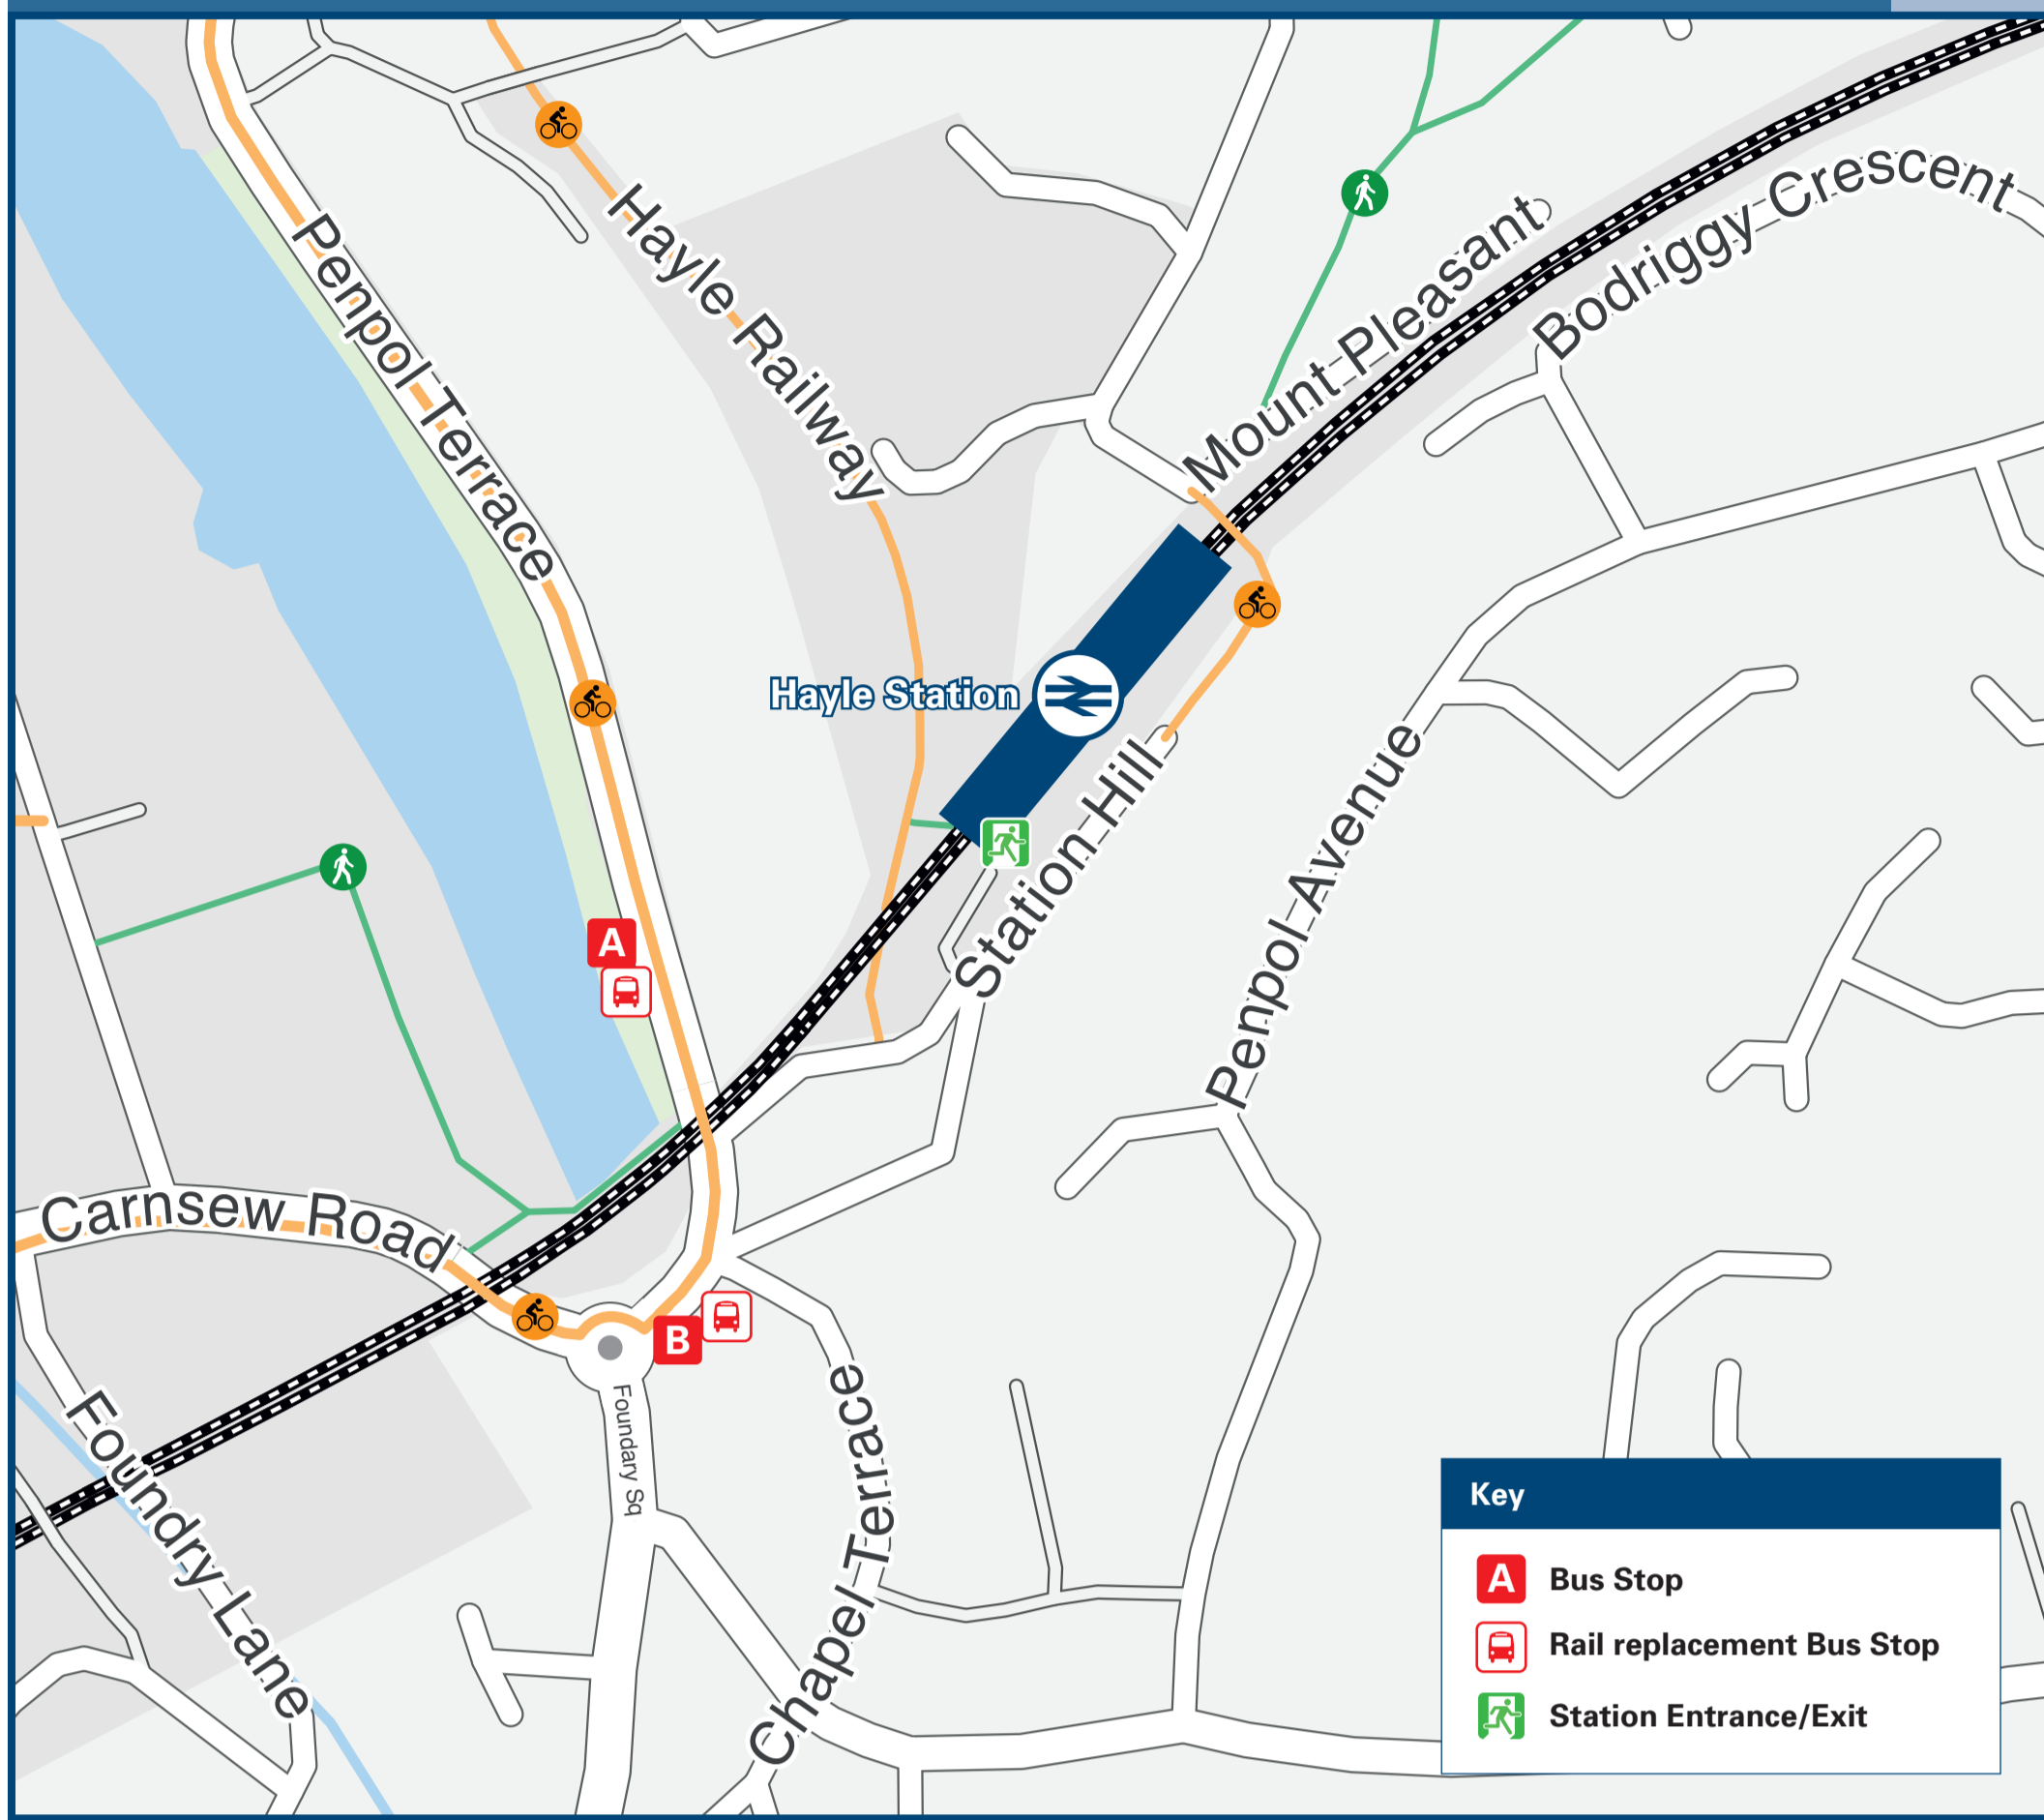 Penpol Terrace
Hayle Railway
Mount Pleasant
Bodriggy Crescent
Hayle Station
Station Hill
Penpol Avenue
A
Carnsew Road
B
Foundary Sq
Foundry Lane
Chapel Terrace
Key
A Bus Stop
Rail replacement Bus Stop
Station Entrance/Exit